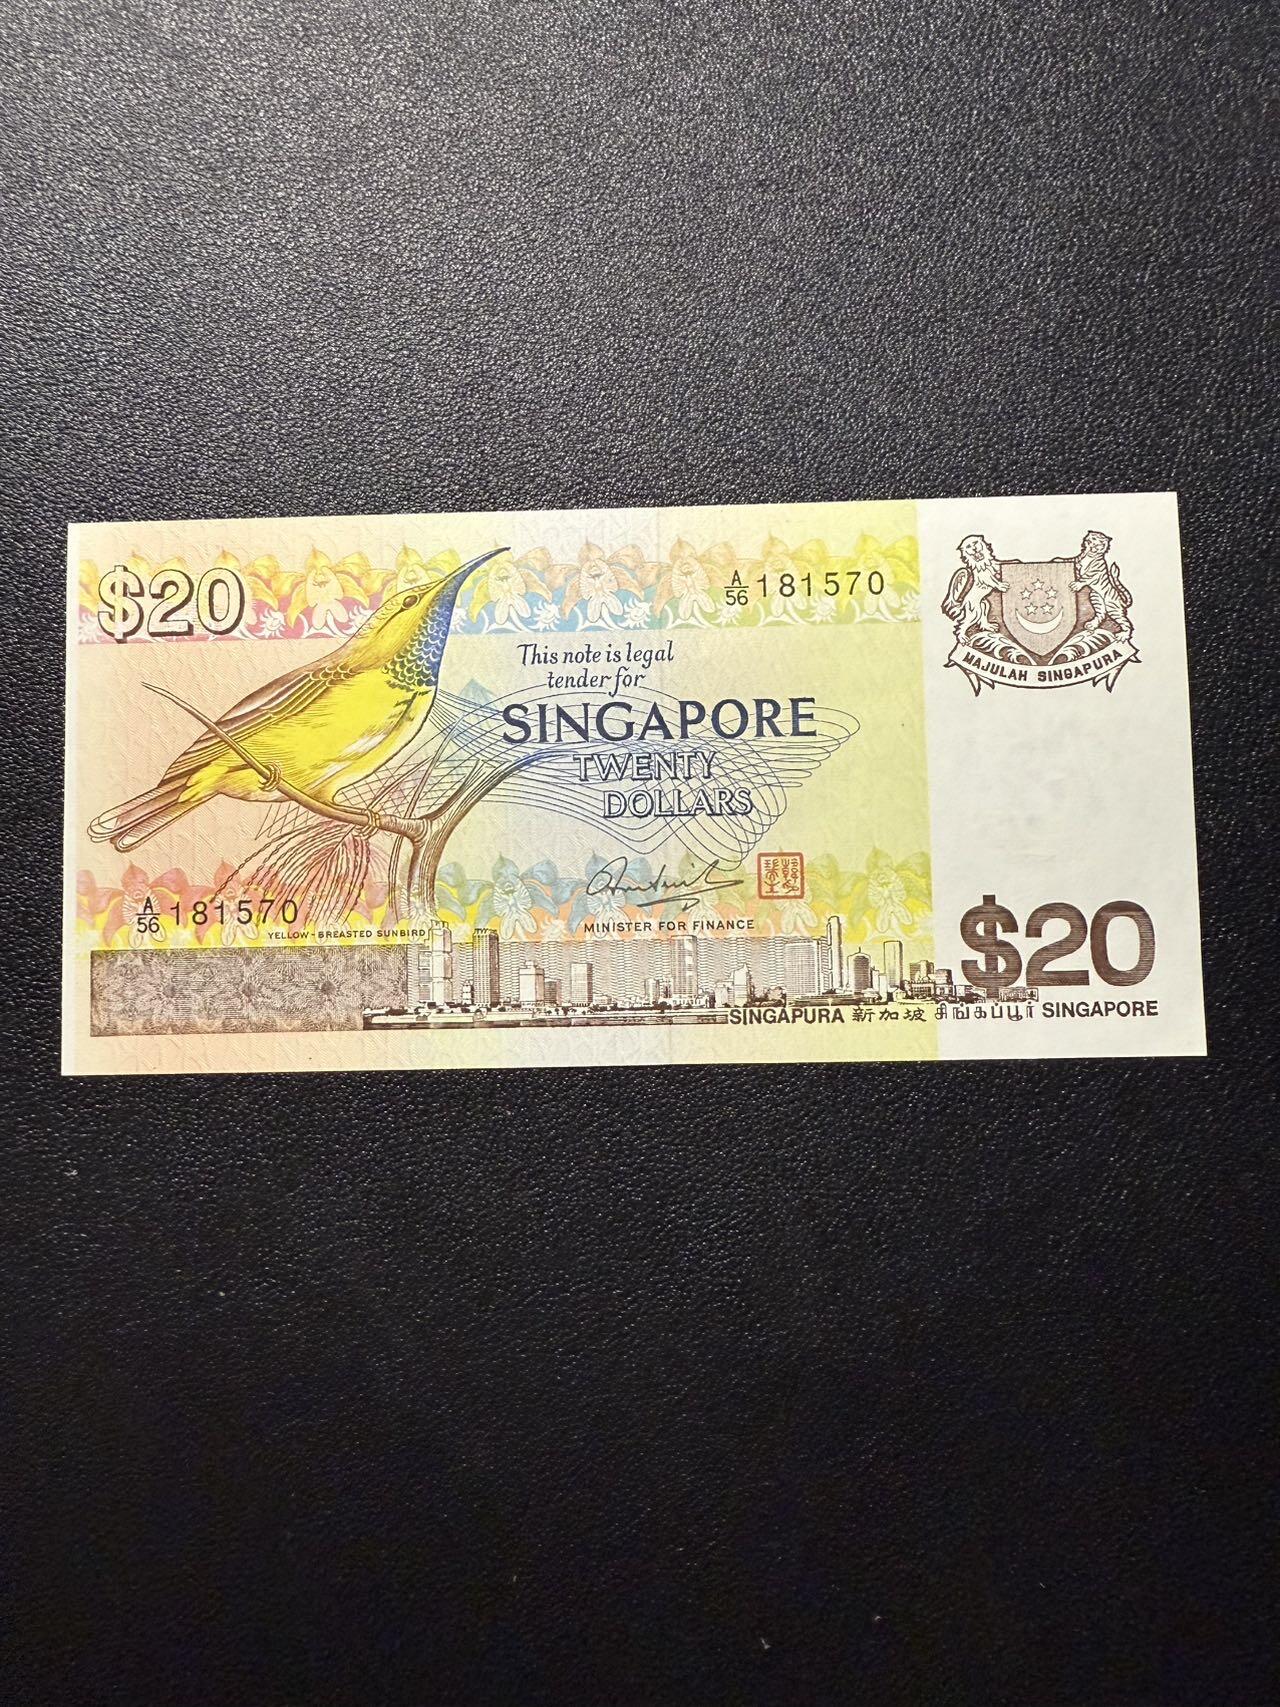 $20
A/56 181570
MAJULAH SINGAPURA
This note is legal
tender for
SINGAPORE
TWENTY
DOLLARS
A/56 181570
YELLOW-BREASTED SUNBIRD
MINISTER FOR FINANCE
$20
SINGAPURA 新加坡 சிங்கப்பூர் SINGAPORE